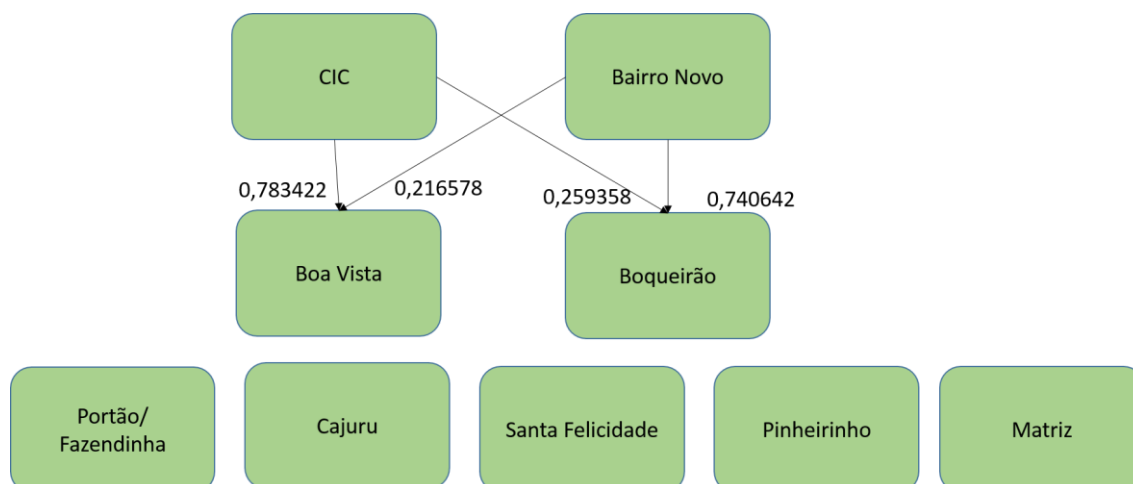 CIC
Bairro Novo
0,783422
0,216578
0,259358
0,740642
Boa Vista
Boqueirão
Portão/
Fazendinha
Cajuru
Santa Felicidade
Pinheirinho
Matriz